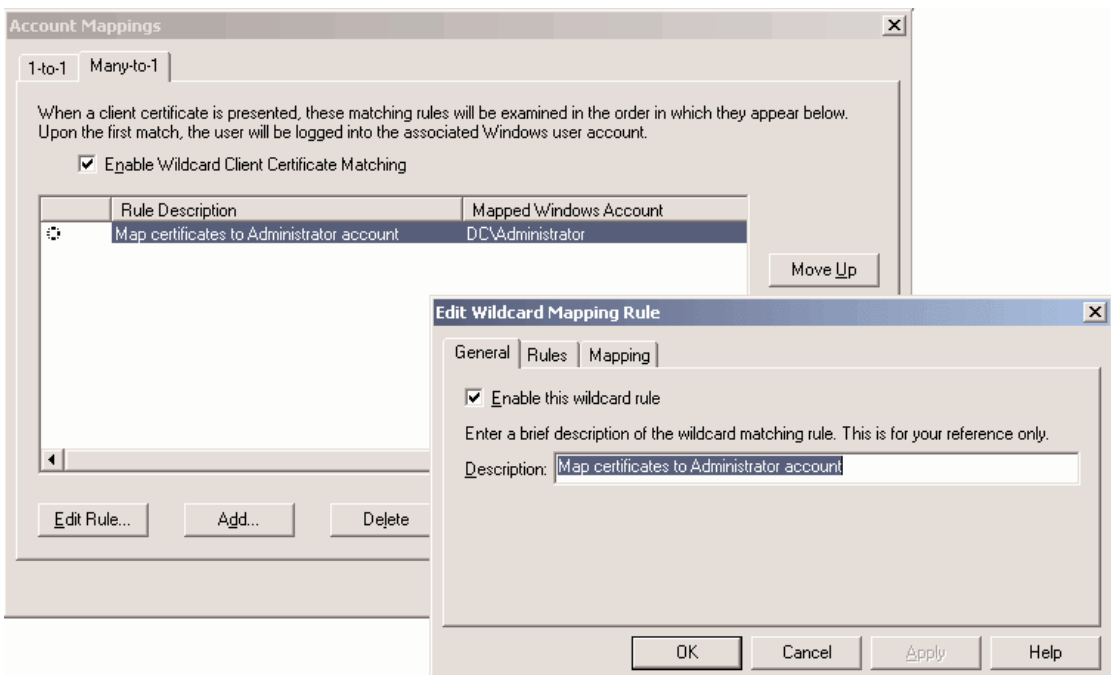 Account Mappings
1-to-1
Many-to-1
When a client certificate is presented, these matching rules will be examined in the order in which they appear below.
Upon the first match, the user will be logged into the associated Windows user account.
Enable Wildcard Client Certificate Matching
Rule Description
Mapped Windows Account
Map certificates to Administrator account
DC\Administrator
Move Up
Edit Rule...
Add...
Delete
Edit Wildcard Mapping Rule
General
Rules
Mapping
Enable this wildcard rule
Enter a brief description of the wildcard matching rule. This is for your reference only.
Description: Map certificates to Administrator account
OK
Cancel
Apply
Help